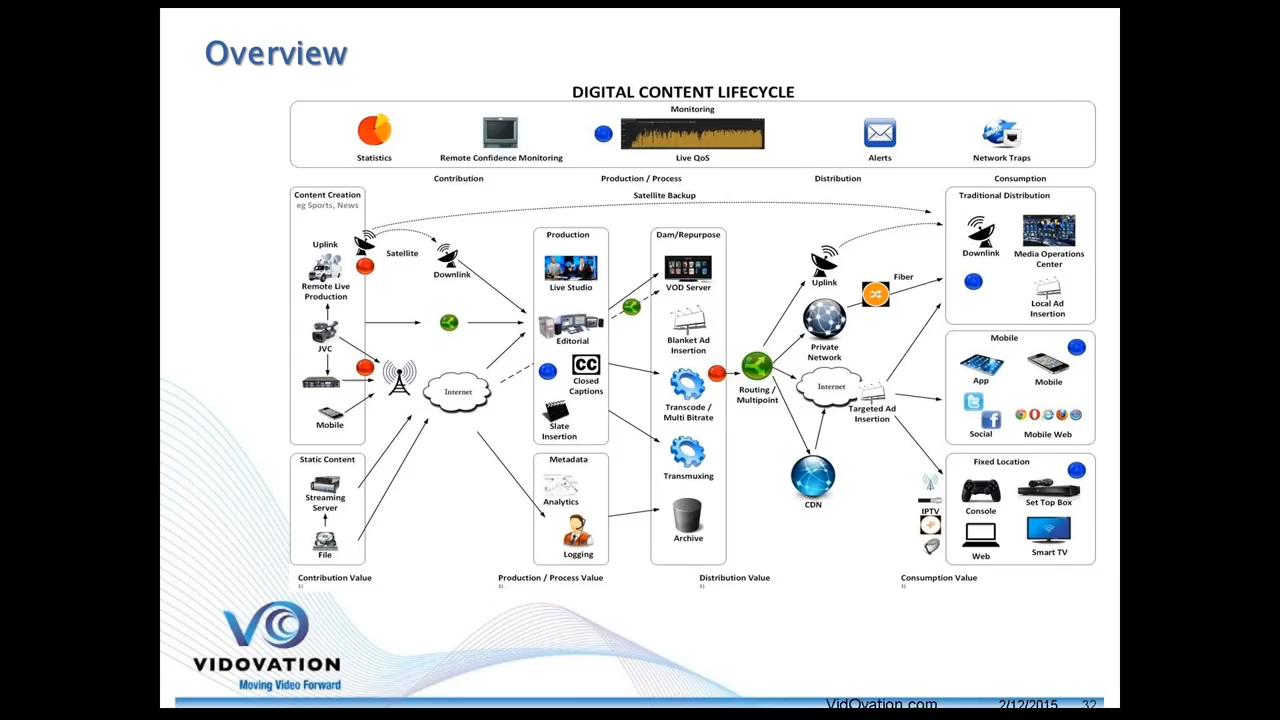 Overview
DIGITAL CONTENT LIFECYCLE
Monitoring
Statistics
Remote Confidence Monitoring
Live QoS
Alerts
Network Traps
Contribution
Production / Process
Distribution
Consumption
Satellite Backup
Content Creation
eg Sports, News
Uplink
Remote Live
Production
JVC
Mobile
Satellite
Downlink
Internet
Static Content
Streaming
Server
File
Production
Live Studio
Editorial
CC
Closed
Captions
Slate
Insertion
Metadata
Analytics
Logging
Dam/Repurpose
VOD Server
Blanket Ad
Insertion
Transcode /
Multi Bitrate
Transmuxing
Archive
Routing /
Multipoint
Uplink
Fiber
Private
Network
Internet
Targeted Ad
Insertion
CDN
Traditional Distribution
Downlink
Media Operations
Center
Local Ad
Insertion
Mobile
App
Mobile
Social
Mobile Web
Fixed Location
IPTV
Console
Set Top Box
Web
Smart TV
Contribution Value
1)
Production / Process Value
1)
Distribution Value
1)
Consumption Value
1)
VIDOVATION
Moving Video Forward
VidOvation.com
2/12/2015
32